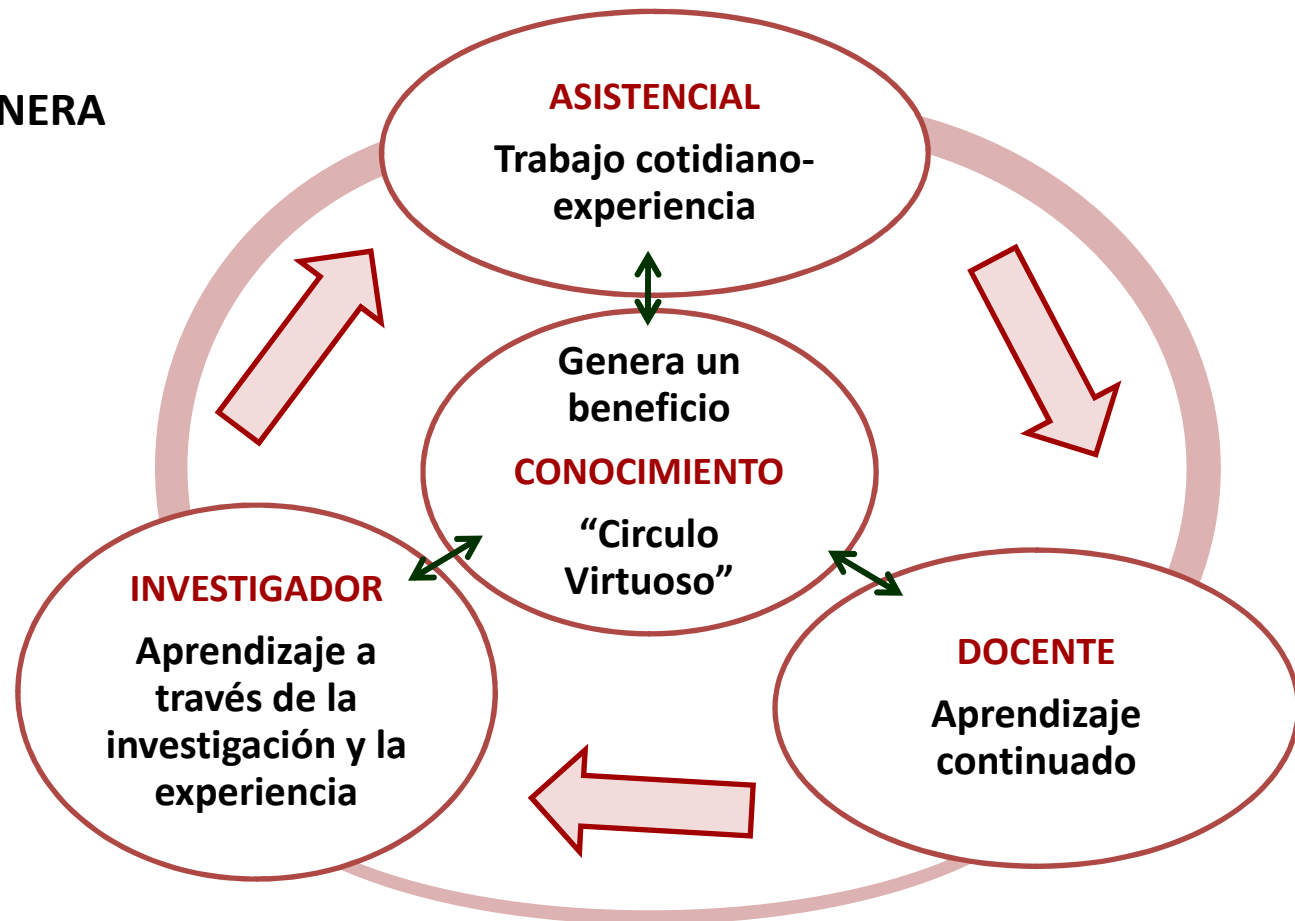 NERA
ASISTENCIAL
Trabajo cotidiano-
experiencia
Genera un
beneficio
CONOCIMIENTO
“Circulo
Virtuoso”
INVESTIGADOR
Aprendizaje a
través de la
investigación y la
experiencia
DOCENTE
Aprendizaje
continuado